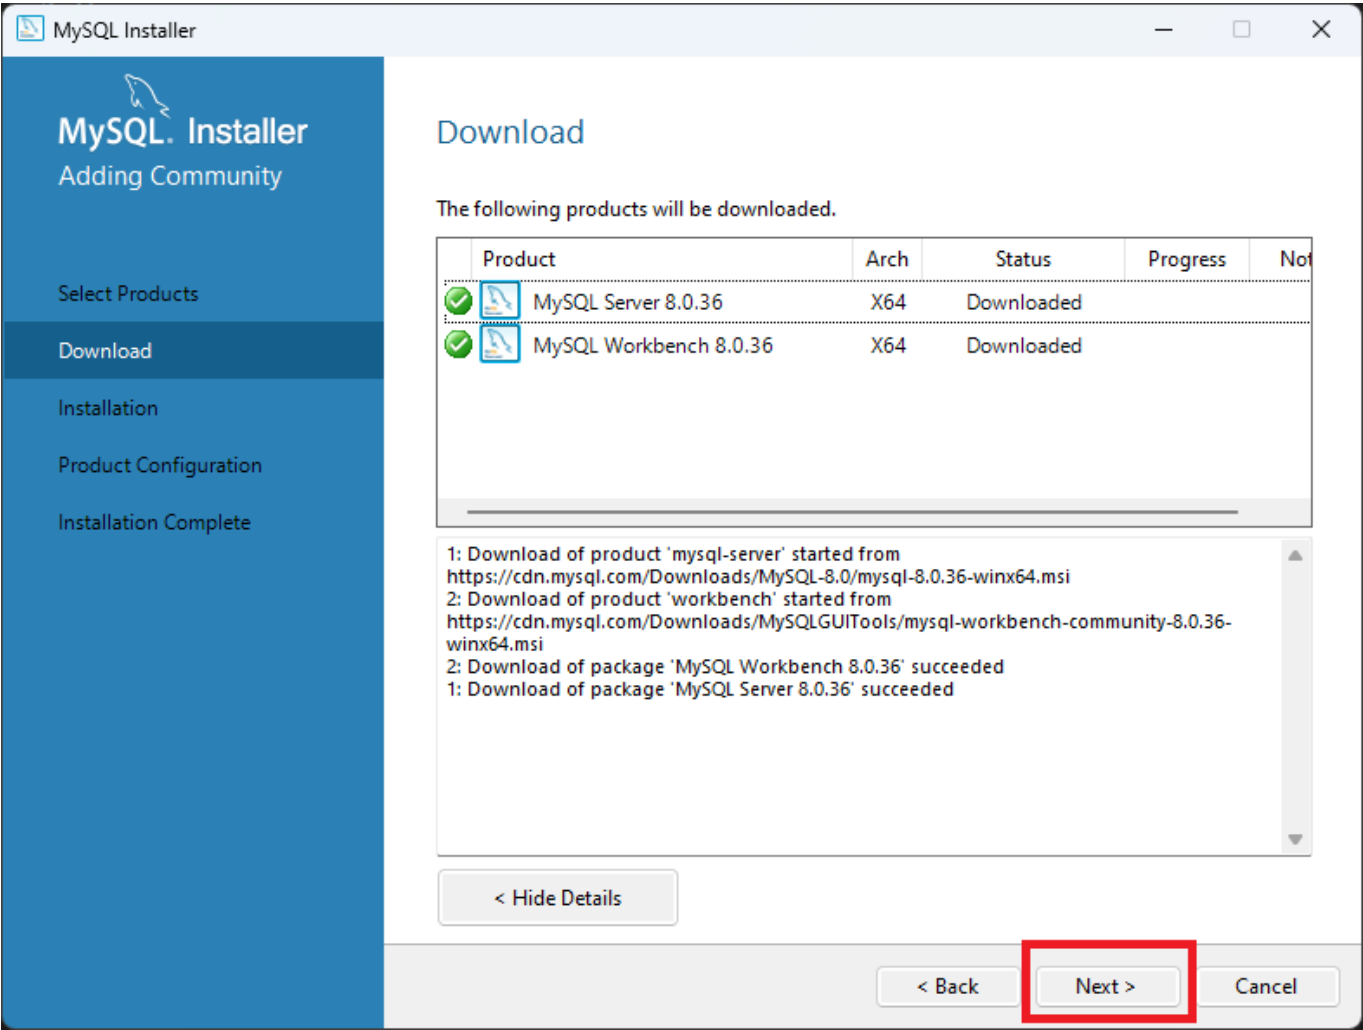 MySQL Installer
MySQL. Installer
Adding Community
Select Products
Download
Installation
Product Configuration
Installation Complete
Download
The following products will be downloaded.
Product Arch Status Progress Not
MySQL Server 8.0.36 X64 Downloaded
MySQL Workbench 8.0.36 X64 Downloaded
1: Download of product 'mysql-server' started from
https://cdn.mysql.com/Downloads/MySQL-8.0/mysql-8.0.36-winx64.msi
2: Download of product 'workbench' started from
https://cdn.mysql.com/Downloads/MySQLGUITools/mysql-workbench-community-8.0.36-
winx64.msi
2: Download of package 'MySQL Workbench 8.0.36' succeeded
1: Download of package 'MySQL Server 8.0.36' succeeded
< Hide Details
< Back Next > Cancel